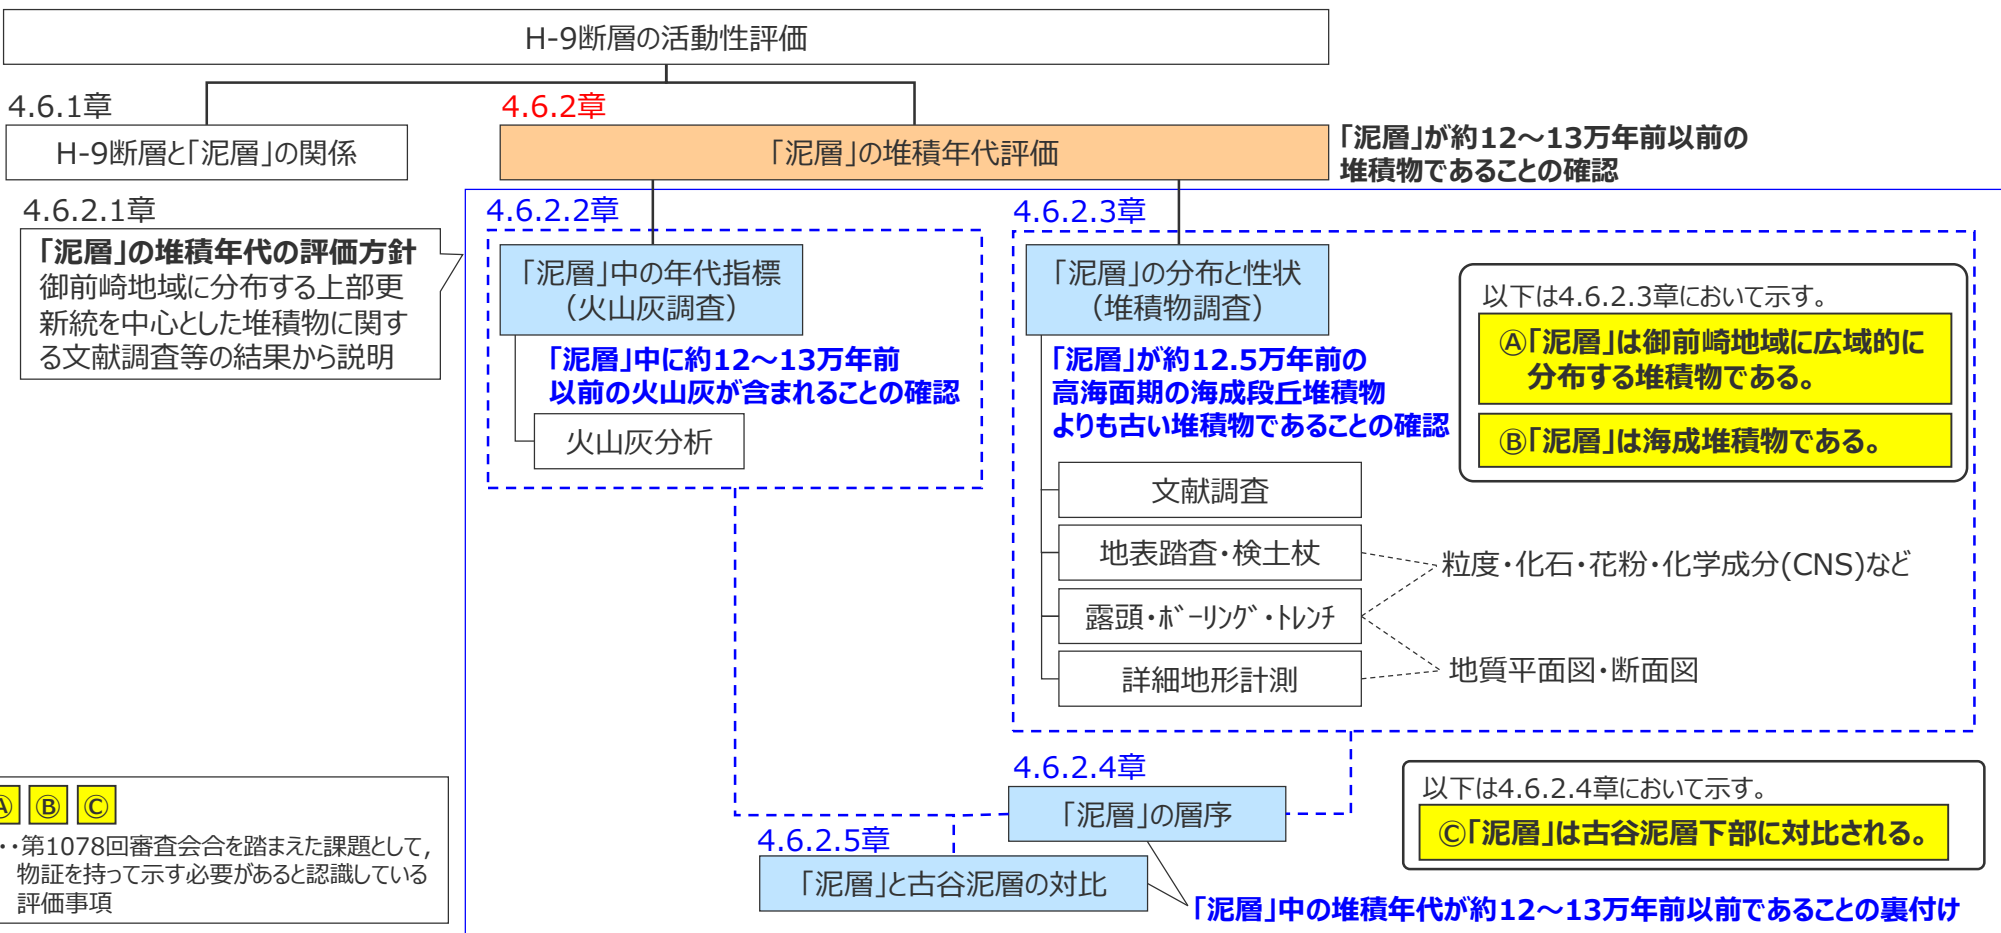 H-9断層の活動性評価
4.6.1章
H-9断層と「泥層」の関係
4.6.2章
「泥層」の堆積年代評価
「泥層」が約12～13万年前以前の
堆積物であることの確認
4.6.2.1章
「泥層」の堆積年代の評価方針
御前崎地域に分布する上部更
新統を中心とした堆積物に関す
る文献調査等の結果から説明
4.6.2.2章
「泥層」中の年代指標
（火山灰調査）
「泥層」中に約12～13万年前
以前の火山灰が含まれることの確認
火山灰分析
4.6.2.3章
「泥層」の分布と性状
（堆積物調査）
「泥層」が約12.5万年前の
高海面期の海成段丘堆積物
よりも古い堆積物であることの確認
文献調査
地表踏査・検土杖
露頭・ﾎﾞｰﾘﾝｸﾞ・ﾄﾚﾝﾁ
詳細地形計測
粒度・化石・花粉・化学成分(CNS)など
地質平面図・断面図
以下は4.6.2.3章において示す。
Ⓐ「泥層」は御前崎地域に広域的に
分布する堆積物である。
Ⓑ「泥層」は海成堆積物である。
4.6.2.4章
「泥層」の層序
以下は4.6.2.4章において示す。
Ⓒ「泥層」は古谷泥層下部に対比される。
4.6.2.5章
「泥層」と古谷泥層の対比
「泥層」中の堆積年代が約12～13万年前以前であることの裏付け
Ⓐ Ⓑ Ⓒ
・・第1078回審査会合を踏まえた課題として,
物証を持って示す必要があると認識している
評価事項